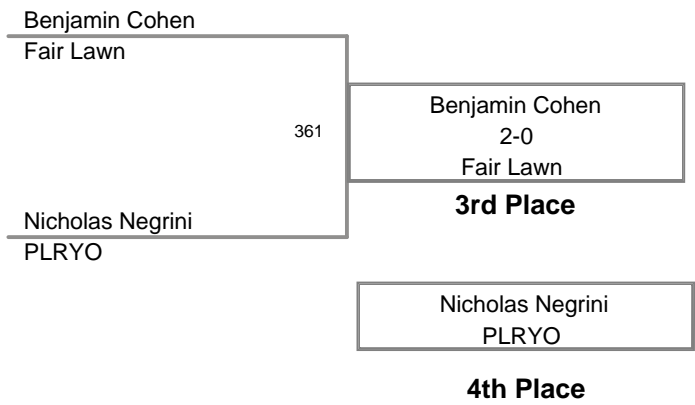 Benjamin Cohen
Fair Lawn
361
Benjamin Cohen
2-0
Fair Lawn
3rd Place
Nicholas Negrini
PLRYO
Nicholas Negrini
PLRYO
4th Place